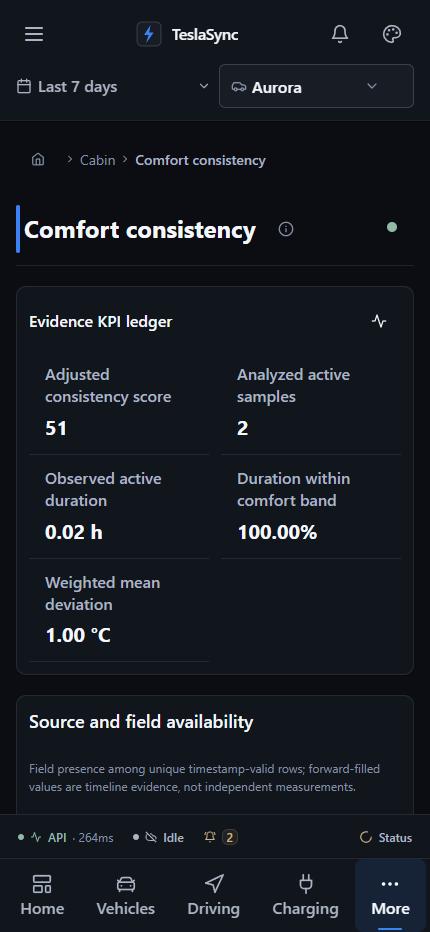 TeslaSync
Last 7 days
Aurora
Cabin
Comfort consistency
Comfort consistency
Evidence KPI ledger
Adjusted
consistency score
51
Analyzed active
samples
2
Observed active
duration
0.02 h
Duration within
comfort band
100.00%
Weighted mean
deviation
1.00 °C
Source and field availability
Field presence among unique timestamp-valid rows; forward-filled
values are timeline evidence, not independent measurements.
API · 264ms
Idle
2
Status
Home
Vehicles
Driving
Charging
More